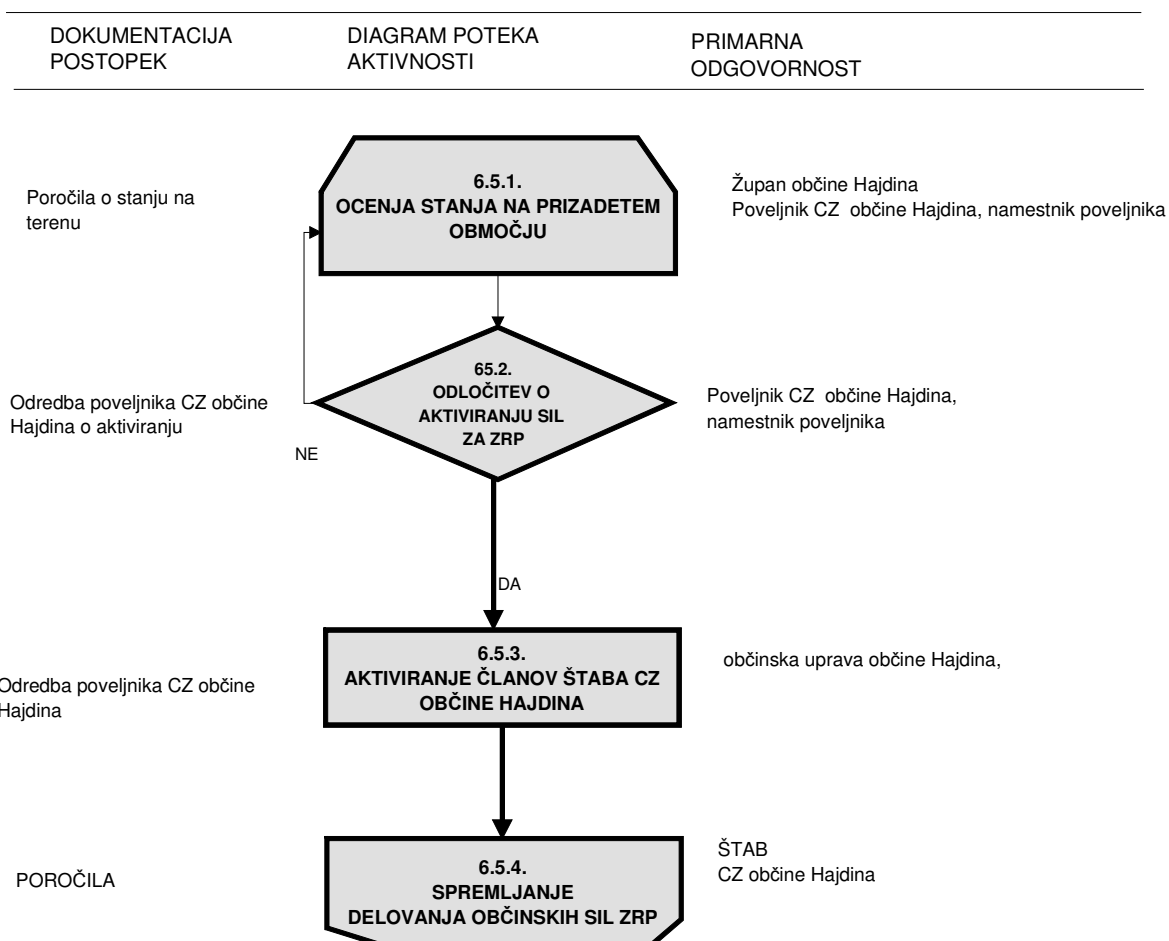 DOKUMENTACIJA
POSTOPEK
DIAGRAM POTEKA
AKTIVNOSTI
PRIMARNA
ODGOVORNOST
Poročila o stanju na
terenu
6.5.1.
OCENJA STANJA NA PRIZADETEM
OBMOČJU
Župan občine Hajdina
Poveljnik CZ občine Hajdina, namestnik poveljnika
Odredba poveljnika CZ občine
Hajdina o aktiviranju
65.2.
ODLOČITEV O
AKTIVIRANJU SIL
ZA ZRP
Poveljnik CZ občine Hajdina,
namestnik poveljnika
NE
DA
Odredba poveljnika CZ občine
Hajdina
6.5.3.
AKTIVIRANJE ČLANOV ŠTABA CZ
OBČINE HAJDINA
občinska uprava občine Hajdina,
POROČILA
6.5.4.
SPREMLJANJE
DELOVANJA OBČINSKIH SIL ZRP
ŠTAB
CZ občine Hajdina